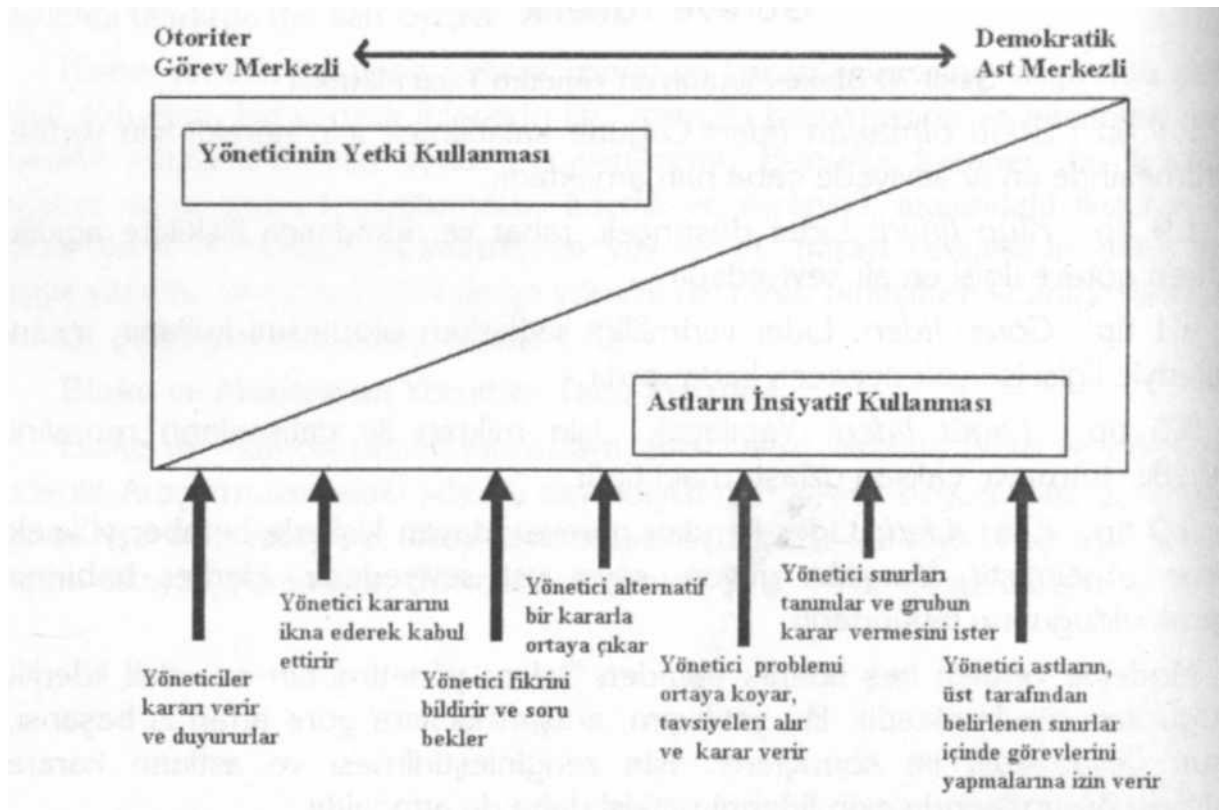 Otoriter
Görev Merkezli
Demokratik
Ast Merkezli
Yöneticinin Yetki Kullanması
Astların İnsiyatif Kullanması
Yöneticiler
kararı verir
ve duyururlar
Yönetici kararını
ikna ederek kabul
ettirir
Yönetici fikrini
bildirir ve soru
bekler
Yönetici alternatif
bir kararla
ortaya çıkar
Yönetici problemi
ortaya koyar,
tavsiyeleri alır
ve karar verir
Yönetici sınırları
tanımlar ve grubun
karar vermesini ister
Yönetici astların,
üst tarafından
belirlenen sınırlar
içinde görevlerini
yapmalarına izin verir